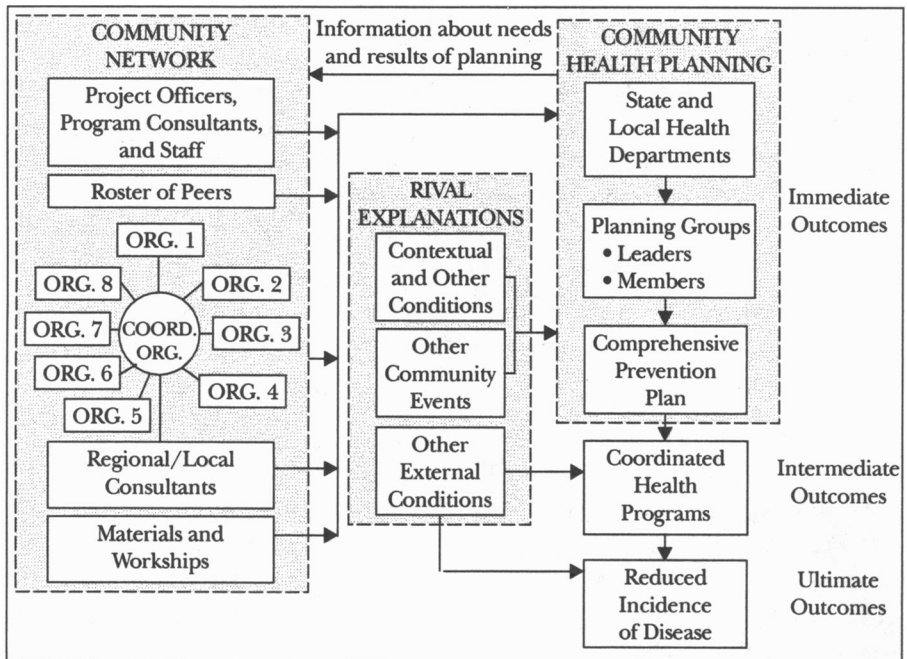 COMMUNITY
NETWORK
Project Officers,
Program Consultants,
and Staff
Roster of Peers
ORG. 1
ORG. 8
ORG. 2
ORG. 7
COORD.
ORG.
ORG. 3
ORG. 6
ORG. 4
ORG. 5
Regional/Local
Consultants
Materials and
Workships
Information about needs
and results of planning
RIVAL
EXPLANATIONS
Contextual
and Other
Conditions
Other
Community
Events
Other
External
Conditions
COMMUNITY
HEALTH PLANNING
State and
Local Health
Departments
Planning Groups
• Leaders
• Members
Comprehensive
Prevention
Plan
Coordinated
Health
Programs
Reduced
Incidence
of Disease
Immediate
Outcomes
Intermediate
Outcomes
Ultimate
Outcomes